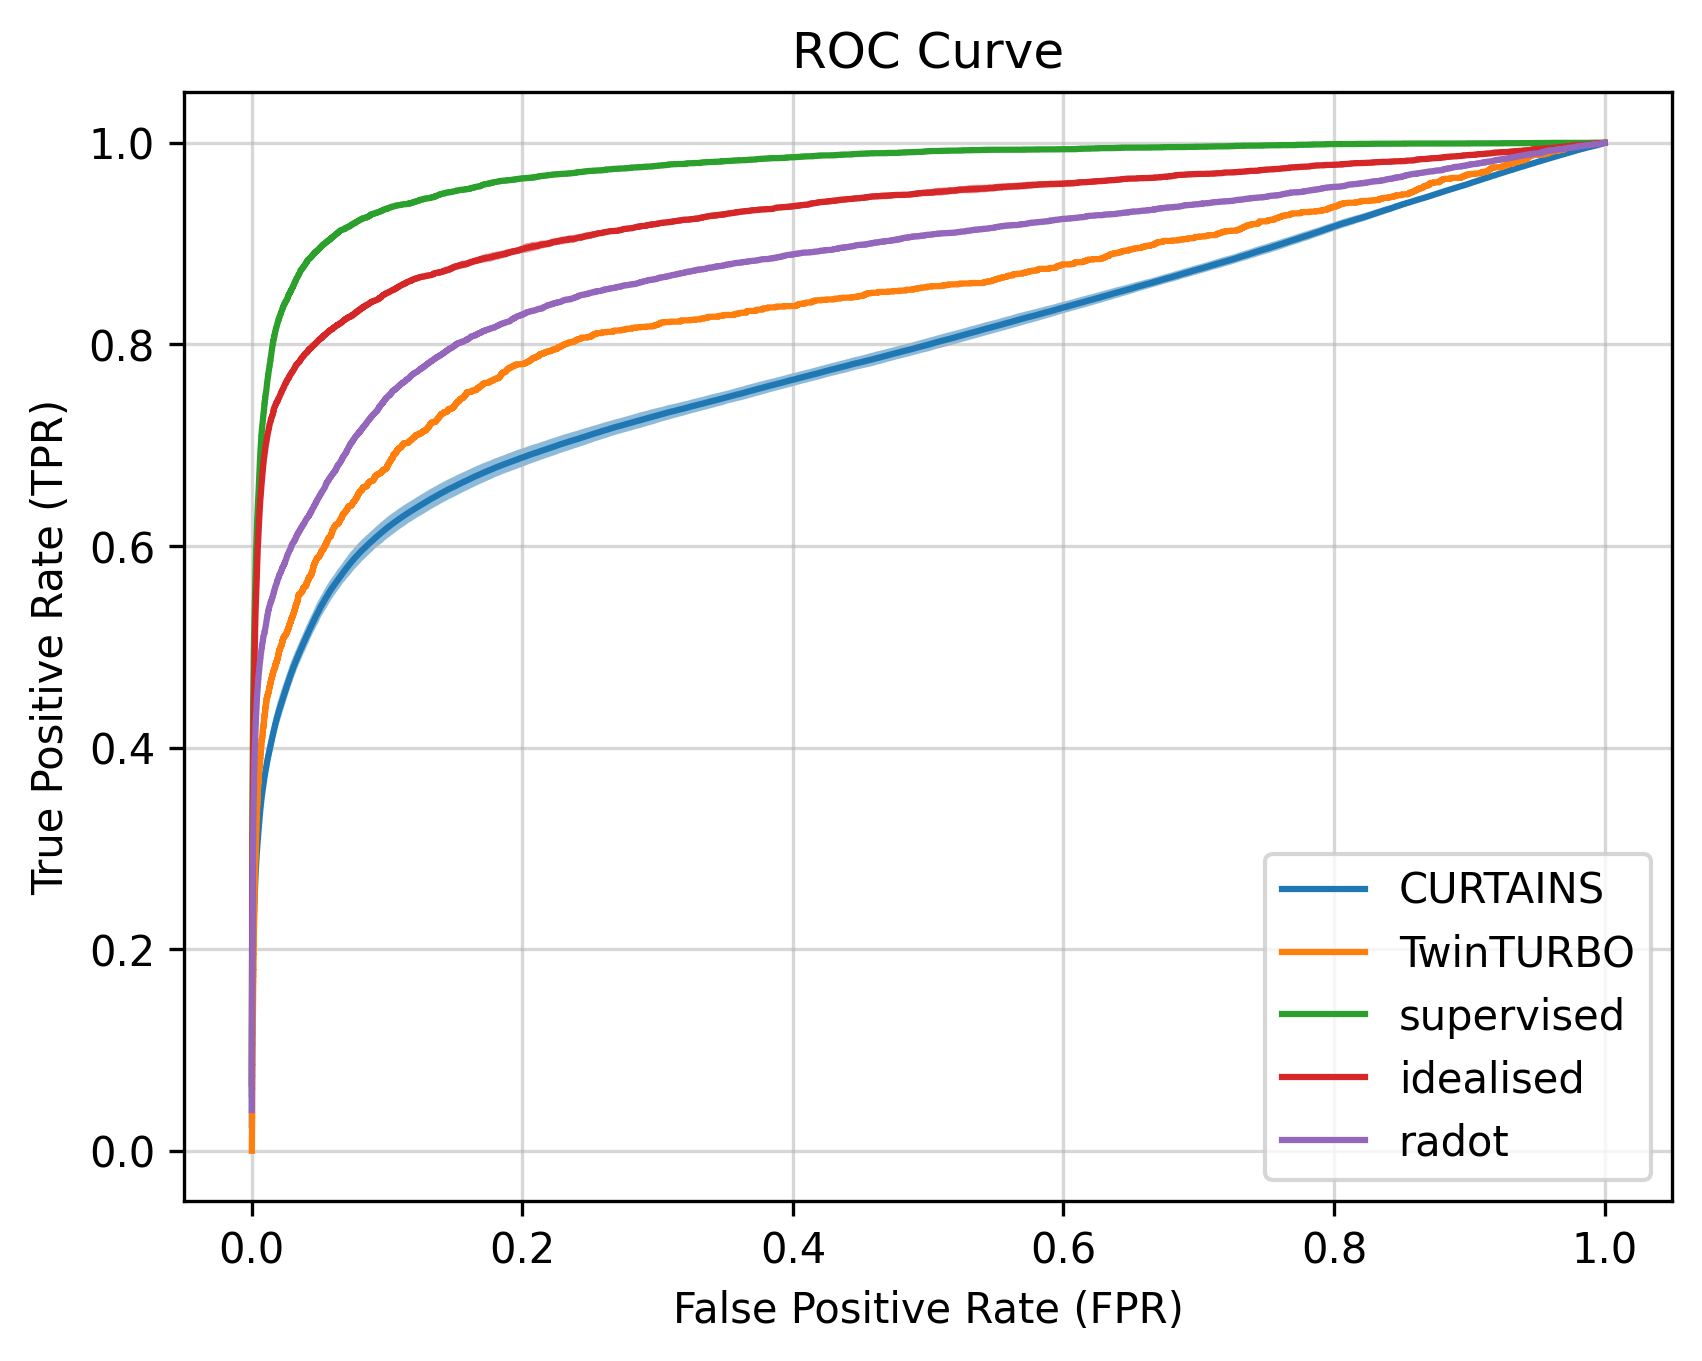 ROC Curve
True Positive Rate (TPR)
1.0
0.8
0.6
0.4
0.2
0.0
0.0 0.2 0.4 0.6 0.8 1.0
False Positive Rate (FPR)
CURTAINS
TwinTURBO
supervised
idealised
radot